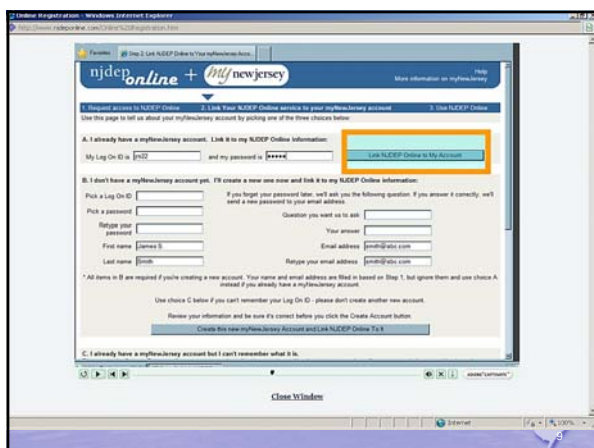 Online Registration - Windows Internet Explorer
Favorites
Step 2: Link NJDEP Online to Your myNewJersey Acco...
njdep online + my newjersey
Help
More information on myNewJersey
1. Request access to NJDEP Online 2. Link Your NJDEP Online service to your myNewJersey account 3. Use NJDEP Online
Use this page to tell us about your myNewJersey account by picking one of the three choices below.
A. I already have a myNewJersey account. Link it to my NJDEP Online information:
My Log On ID is and my password is Link NJDEP Online to My Account
B. I don't have a myNewJersey account yet. I'll create a new one now and link it to my NJDEP Online information:
Pick a Log On ID
If you forget your password later, we'll ask you the following question. If you answer it correctly, we'll
send a new password to your email address.
Pick a password
Question you want us to ask
Retype your
password
Your answer
First name James S
Email address smith@abc.com
Last name Smith
Retype your email address smith@abc.com
* All items in B are required if you're creating a new account. Your name and email address are filled in based on Step 1, but ignore them and use choice A
instead if you already have a myNewJersey account.
Use choice C below if you can't remember your Log On ID - please don't create another new account.
Review your information and be sure it's correct before you click the Create Account button.
Create this new myNewJersey Account and Link NJDEP Online To It
C. I already have a myNewJersey account but I can't remember what it is.
ADOBE CAPTIVATE
Close Window
Internet
100%
9